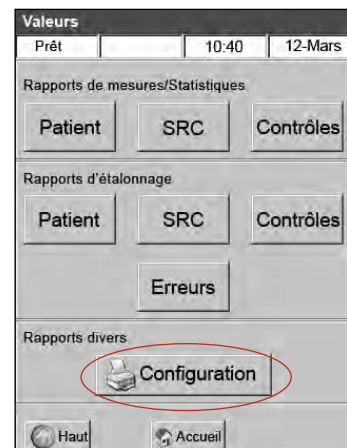 Valeurs
Prêt 10:40 12-Mars
Rapports de mesures/Statistiques
Patient SRC Contrôles
Rapports d'étalonnage
Patient SRC Contrôles
Erreurs
Rapports divers
Configuration
Haut Accueil